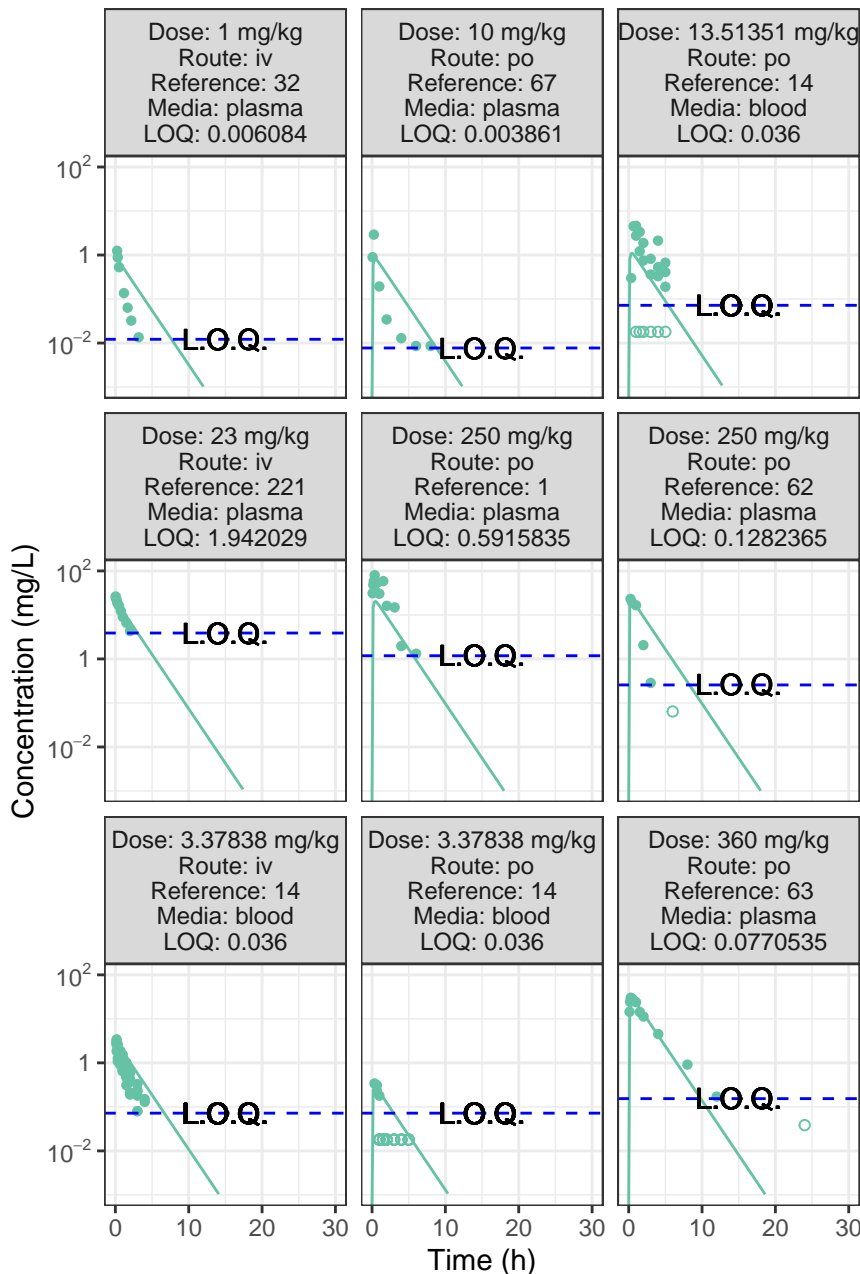 Dose: 1 mg/kg
Route: iv
Reference: 32
Media: plasma
LOQ: 0.006084
Dose: 10 mg/kg
Route: po
Reference: 67
Media: plasma
LOQ: 0.003861
Dose: 13.51351 mg/kg
Route: po
Reference: 14
Media: blood
LOQ: 0.036
10²
1
10⁻²
L.O.Q.
L.O.Q.
L.O.Q.
Dose: 23 mg/kg
Route: iv
Reference: 221
Media: plasma
LOQ: 1.942029
Dose: 250 mg/kg
Route: po
Reference: 1
Media: plasma
LOQ: 0.5915835
Dose: 250 mg/kg
Route: po
Reference: 62
Media: plasma
LOQ: 0.1282365
Concentration (mg/L)
10²
1
10⁻²
L.O.Q.
L.O.Q.
L.O.Q.
Dose: 3.37838 mg/kg
Route: iv
Reference: 14
Media: blood
LOQ: 0.036
Dose: 3.37838 mg/kg
Route: po
Reference: 14
Media: blood
LOQ: 0.036
Dose: 360 mg/kg
Route: po
Reference: 63
Media: plasma
LOQ: 0.0770535
10²
1
10⁻²
L.O.Q.
L.O.Q.
L.O.Q.
0 10 20 30
0 10 20 30
0 10 20 30
Time (h)